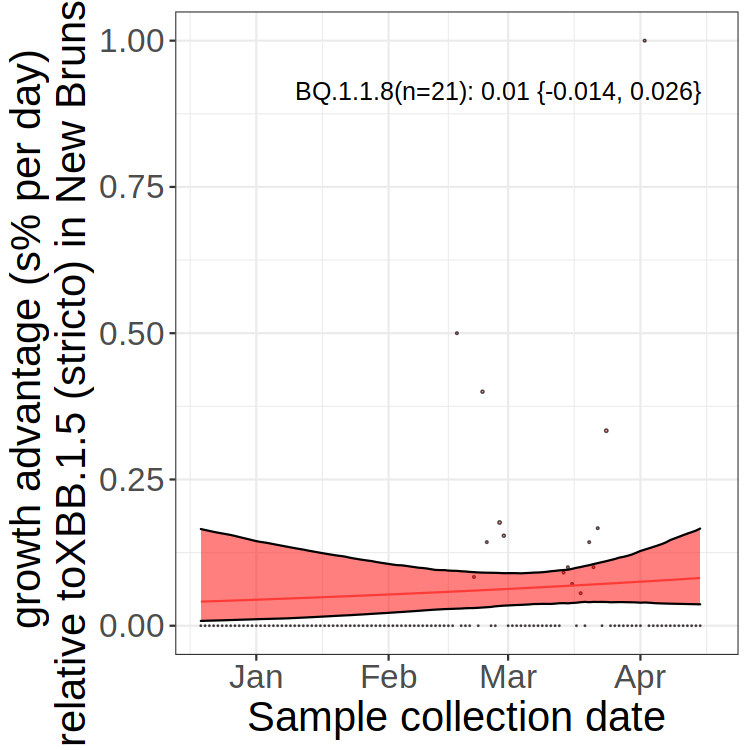 growth advantage (s% per day)
relative toXBB.1.5 (stricto) in New Bruns
1.00
0.75
0.50
0.25
0.00
BQ.1.1.8(n=21): 0.01 {-0.014, 0.026}
Jan Feb Mar Apr
Sample collection date